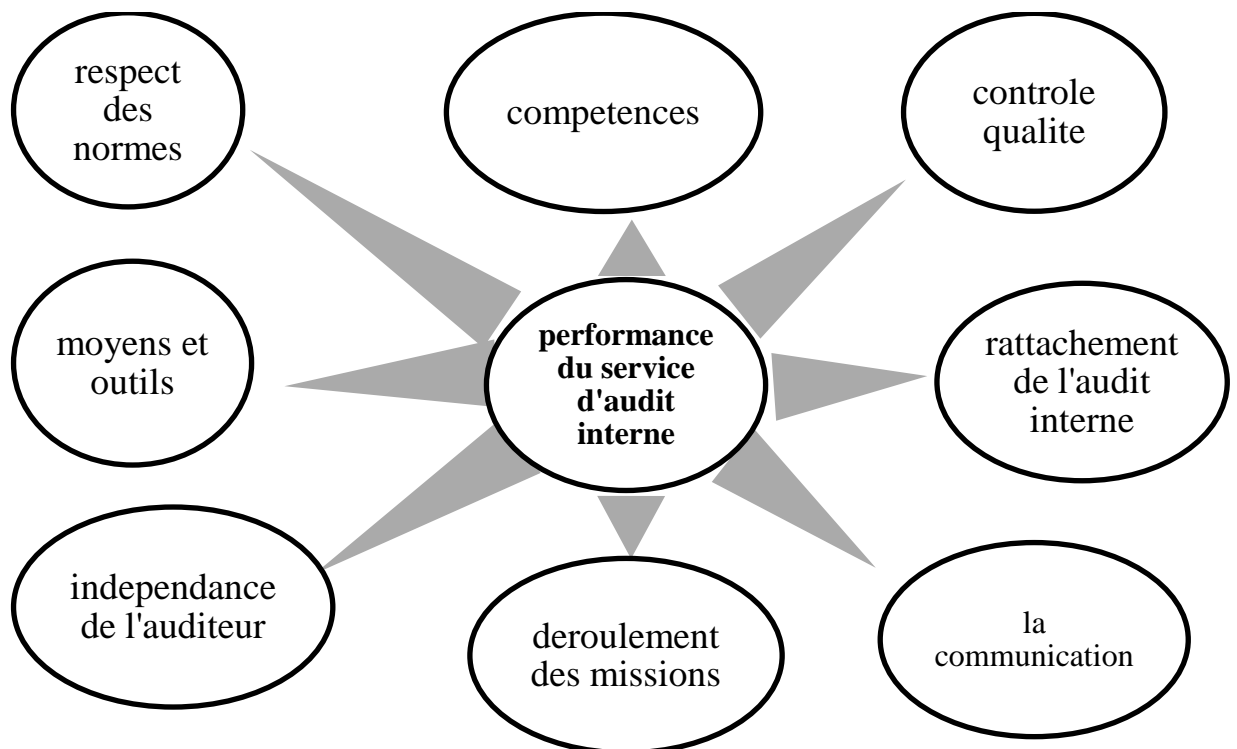 respect
des
normes
competences
controle
qualite
moyens et
outils
performance
du service
d'audit
interne
rattachement
de l'audit
interne
independance
de l'auditeur
deroulement
des missions
la
communication